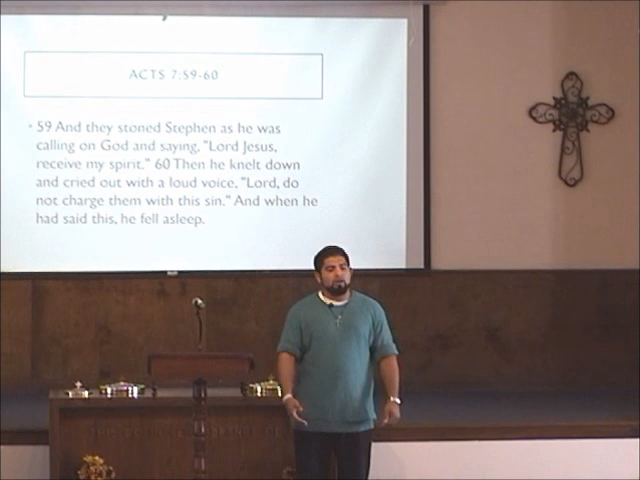 ACTS 7:59-60
• 59 And they stoned Stephen as he was
calling on God and saying, "Lord Jesus,
receive my spirit." 60 Then he knelt down
and cried out with a loud voice, "Lord, do
not charge them with this sin." And when he
had said this, he fell asleep.